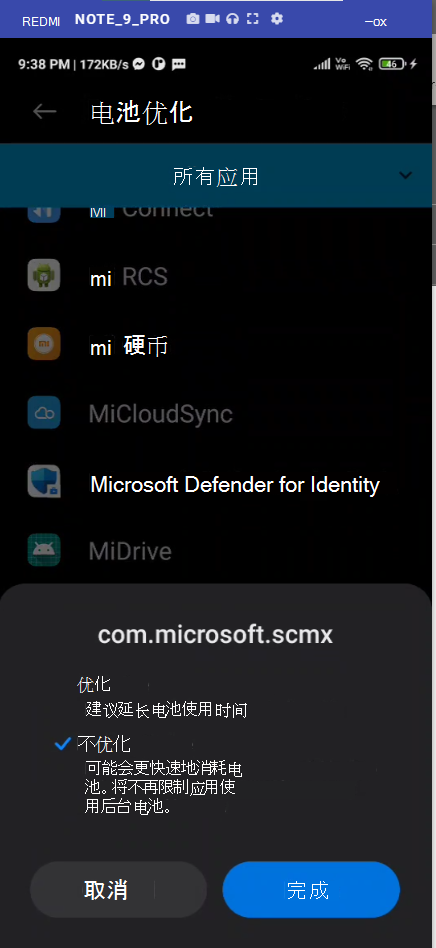 REDMI NOTE_9_PRO –ox
9:38 PM | 172KB/s Vo WiFi 46
电池优化
所有应用
Mi Connect
mi RCS
mi 硬币
MiCloudSync
Microsoft Defender for Identity
MiDrive
com.microsoft.scmx
优化
建议延长电池使用时间
不优化
可能会更快速地消耗电
池。将不再限制应用使
用后台电池。
取消 完成